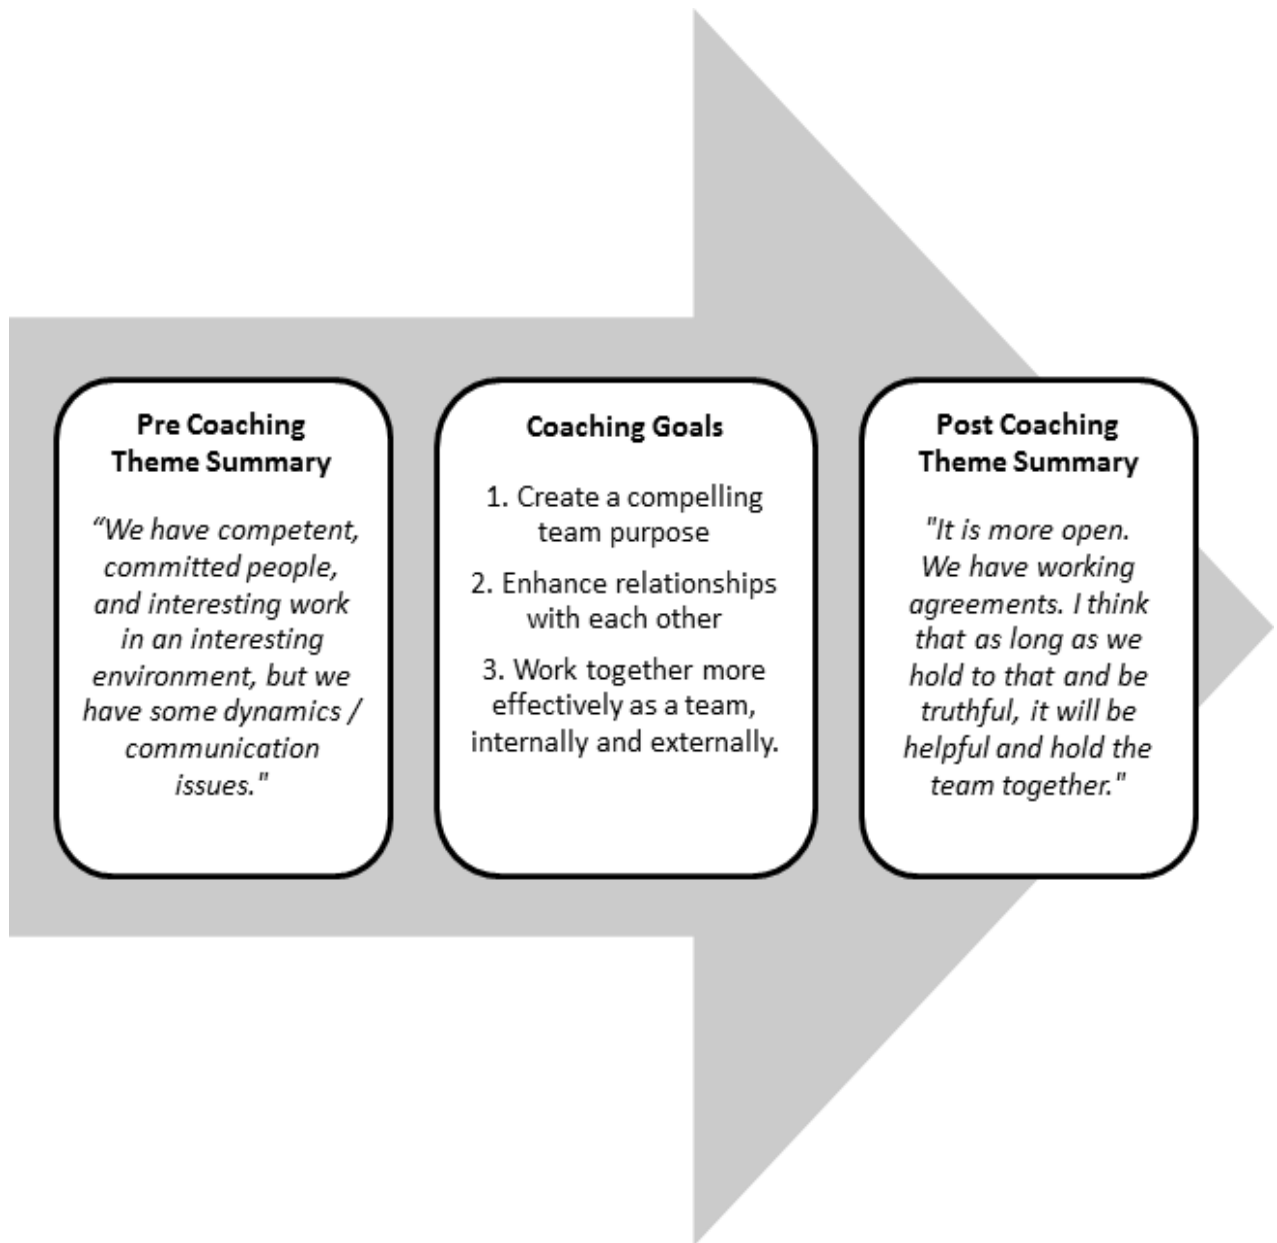 Pre Coaching
Theme Summary
“We have competent,
committed people,
and interesting work
in an interesting
environment, but we
have some dynamics /
communication
issues."
Coaching Goals
1. Create a compelling
team purpose
2. Enhance relationships
with each other
3. Work together more
effectively as a team,
internally and externally.
Post Coaching
Theme Summary
"It is more open.
We have working
agreements. I think
that as long as we
hold to that and be
truthful, it will be
helpful and hold the
team together."